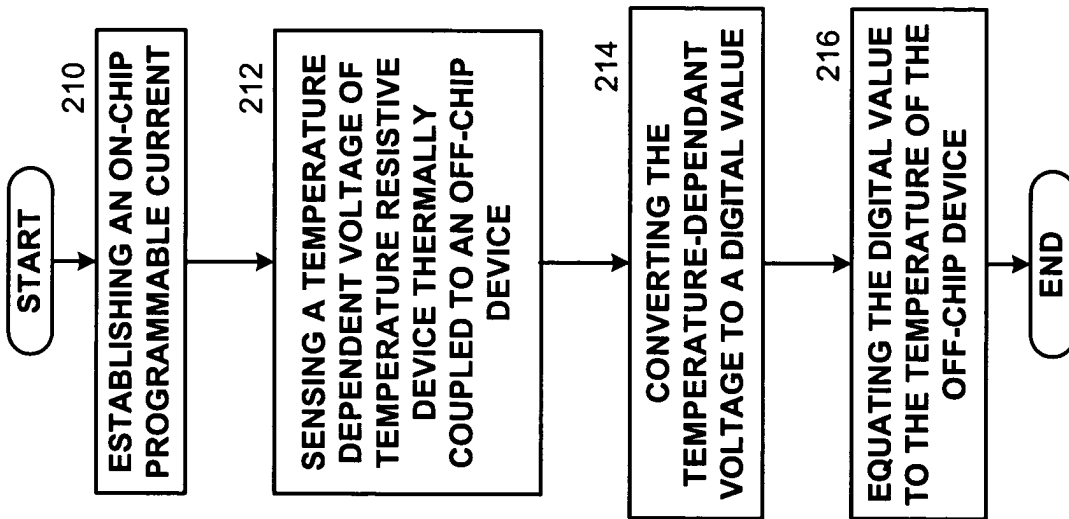 START
210
ESTABLISHING AN ON-CHIP
PROGRAMMABLE CURRENT
212
SENSING A TEMPERATURE
DEPENDENT VOLTAGE OF
TEMPERATURE RESISTIVE
DEVICE THERMALLY
COUPLED TO AN OFF-CHIP
DEVICE
214
CONVERTING THE
TEMPERATURE-DEPENDANT
VOLTAGE TO A DIGITAL VALUE
216
EQUATING THE DIGITAL VALUE
TO THE TEMPERATURE OF THE
OFF-CHIP DEVICE
END